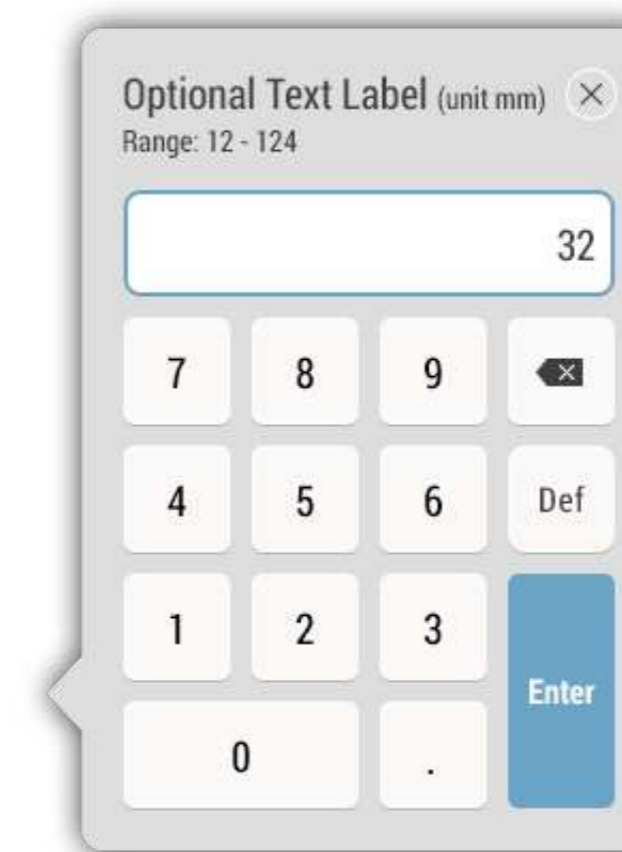 Optional Text Label (unit mm)
Range: 12 - 124
32
7 8 9
4 5 6 Def
1 2 3
Enter
0 .